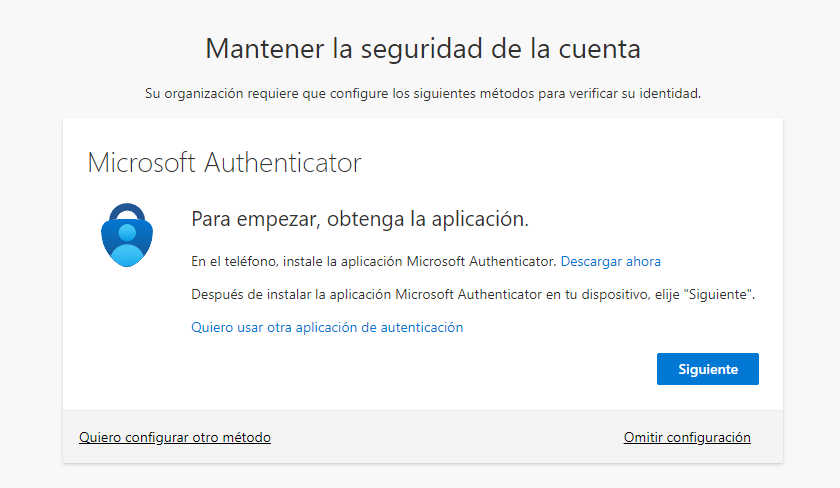 Mantener la seguridad de la cuenta
Su organización requiere que configure los siguientes métodos para verificar su identidad.
Microsoft Authenticator
Para empezar, obtenga la aplicación.
En el teléfono, instale la aplicación Microsoft Authenticator. Descargar ahora
Después de instalar la aplicación Microsoft Authenticator en tu dispositivo, elije "Siguiente".
Quiero usar otra aplicación de autenticación
Siguiente
Quiero configurar otro método
Omitir configuración